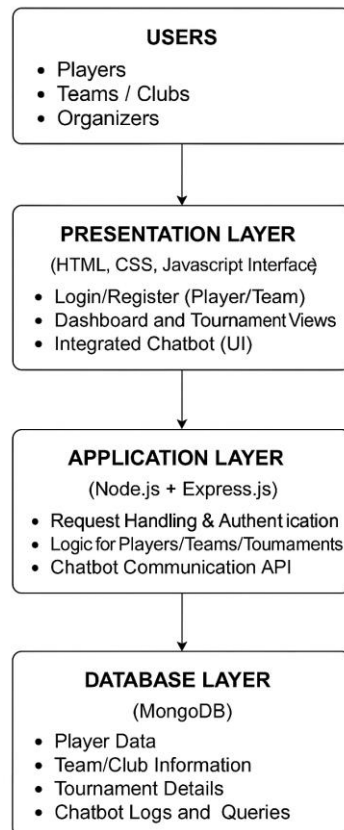 USERS
• Players
• Teams / Clubs
• Organizers
PRESENTATION LAYER
(HTML, CSS, Javascript Interface)
• Login/Register (Player/Team)
• Dashboard and Tournament Views
• Integrated Chatbot (UI)
APPLICATION LAYER
(Node.js + Express.js)
• Request Handling & Authentication
• Logic for Players/Teams/Toumaments
• Chatbot Communication API
DATABASE LAYER
(MongoDB)
• Player Data
• Team/Club Information
• Tournament Details
• Chatbot Logs and Queries